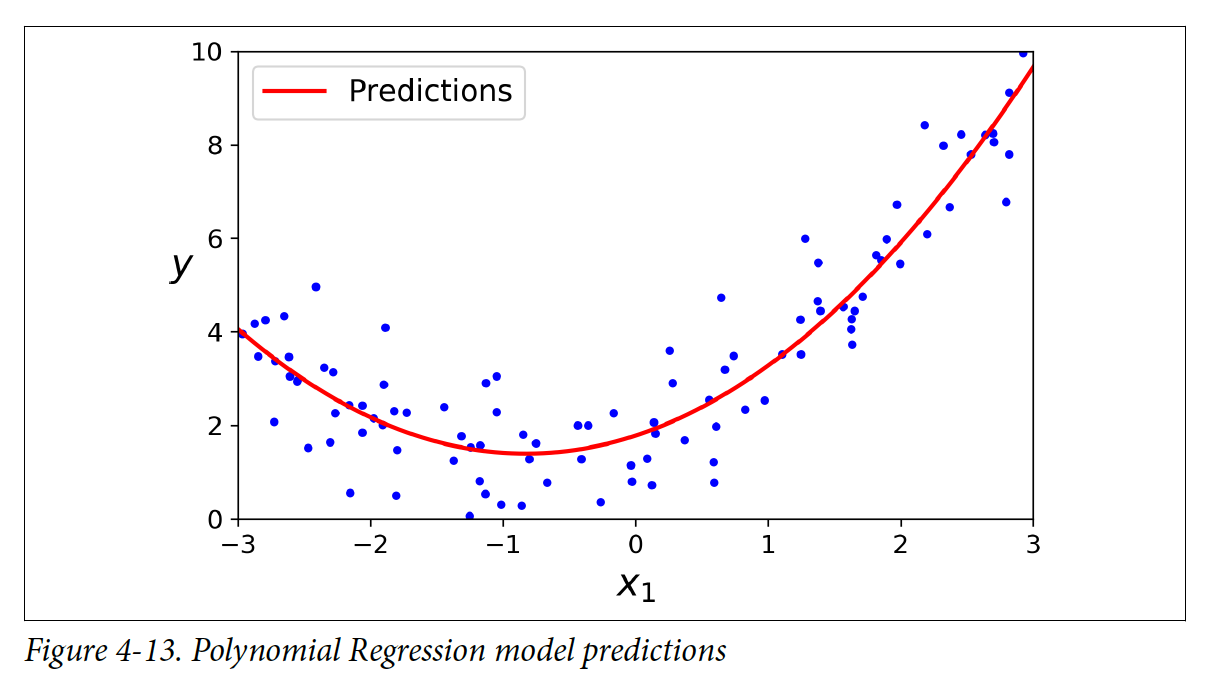 10
Predictions
8
6
y
4
2
0
−3 −2 −1 0 1 2 3
x₁
Figure 4-13. Polynomial Regression model predictions